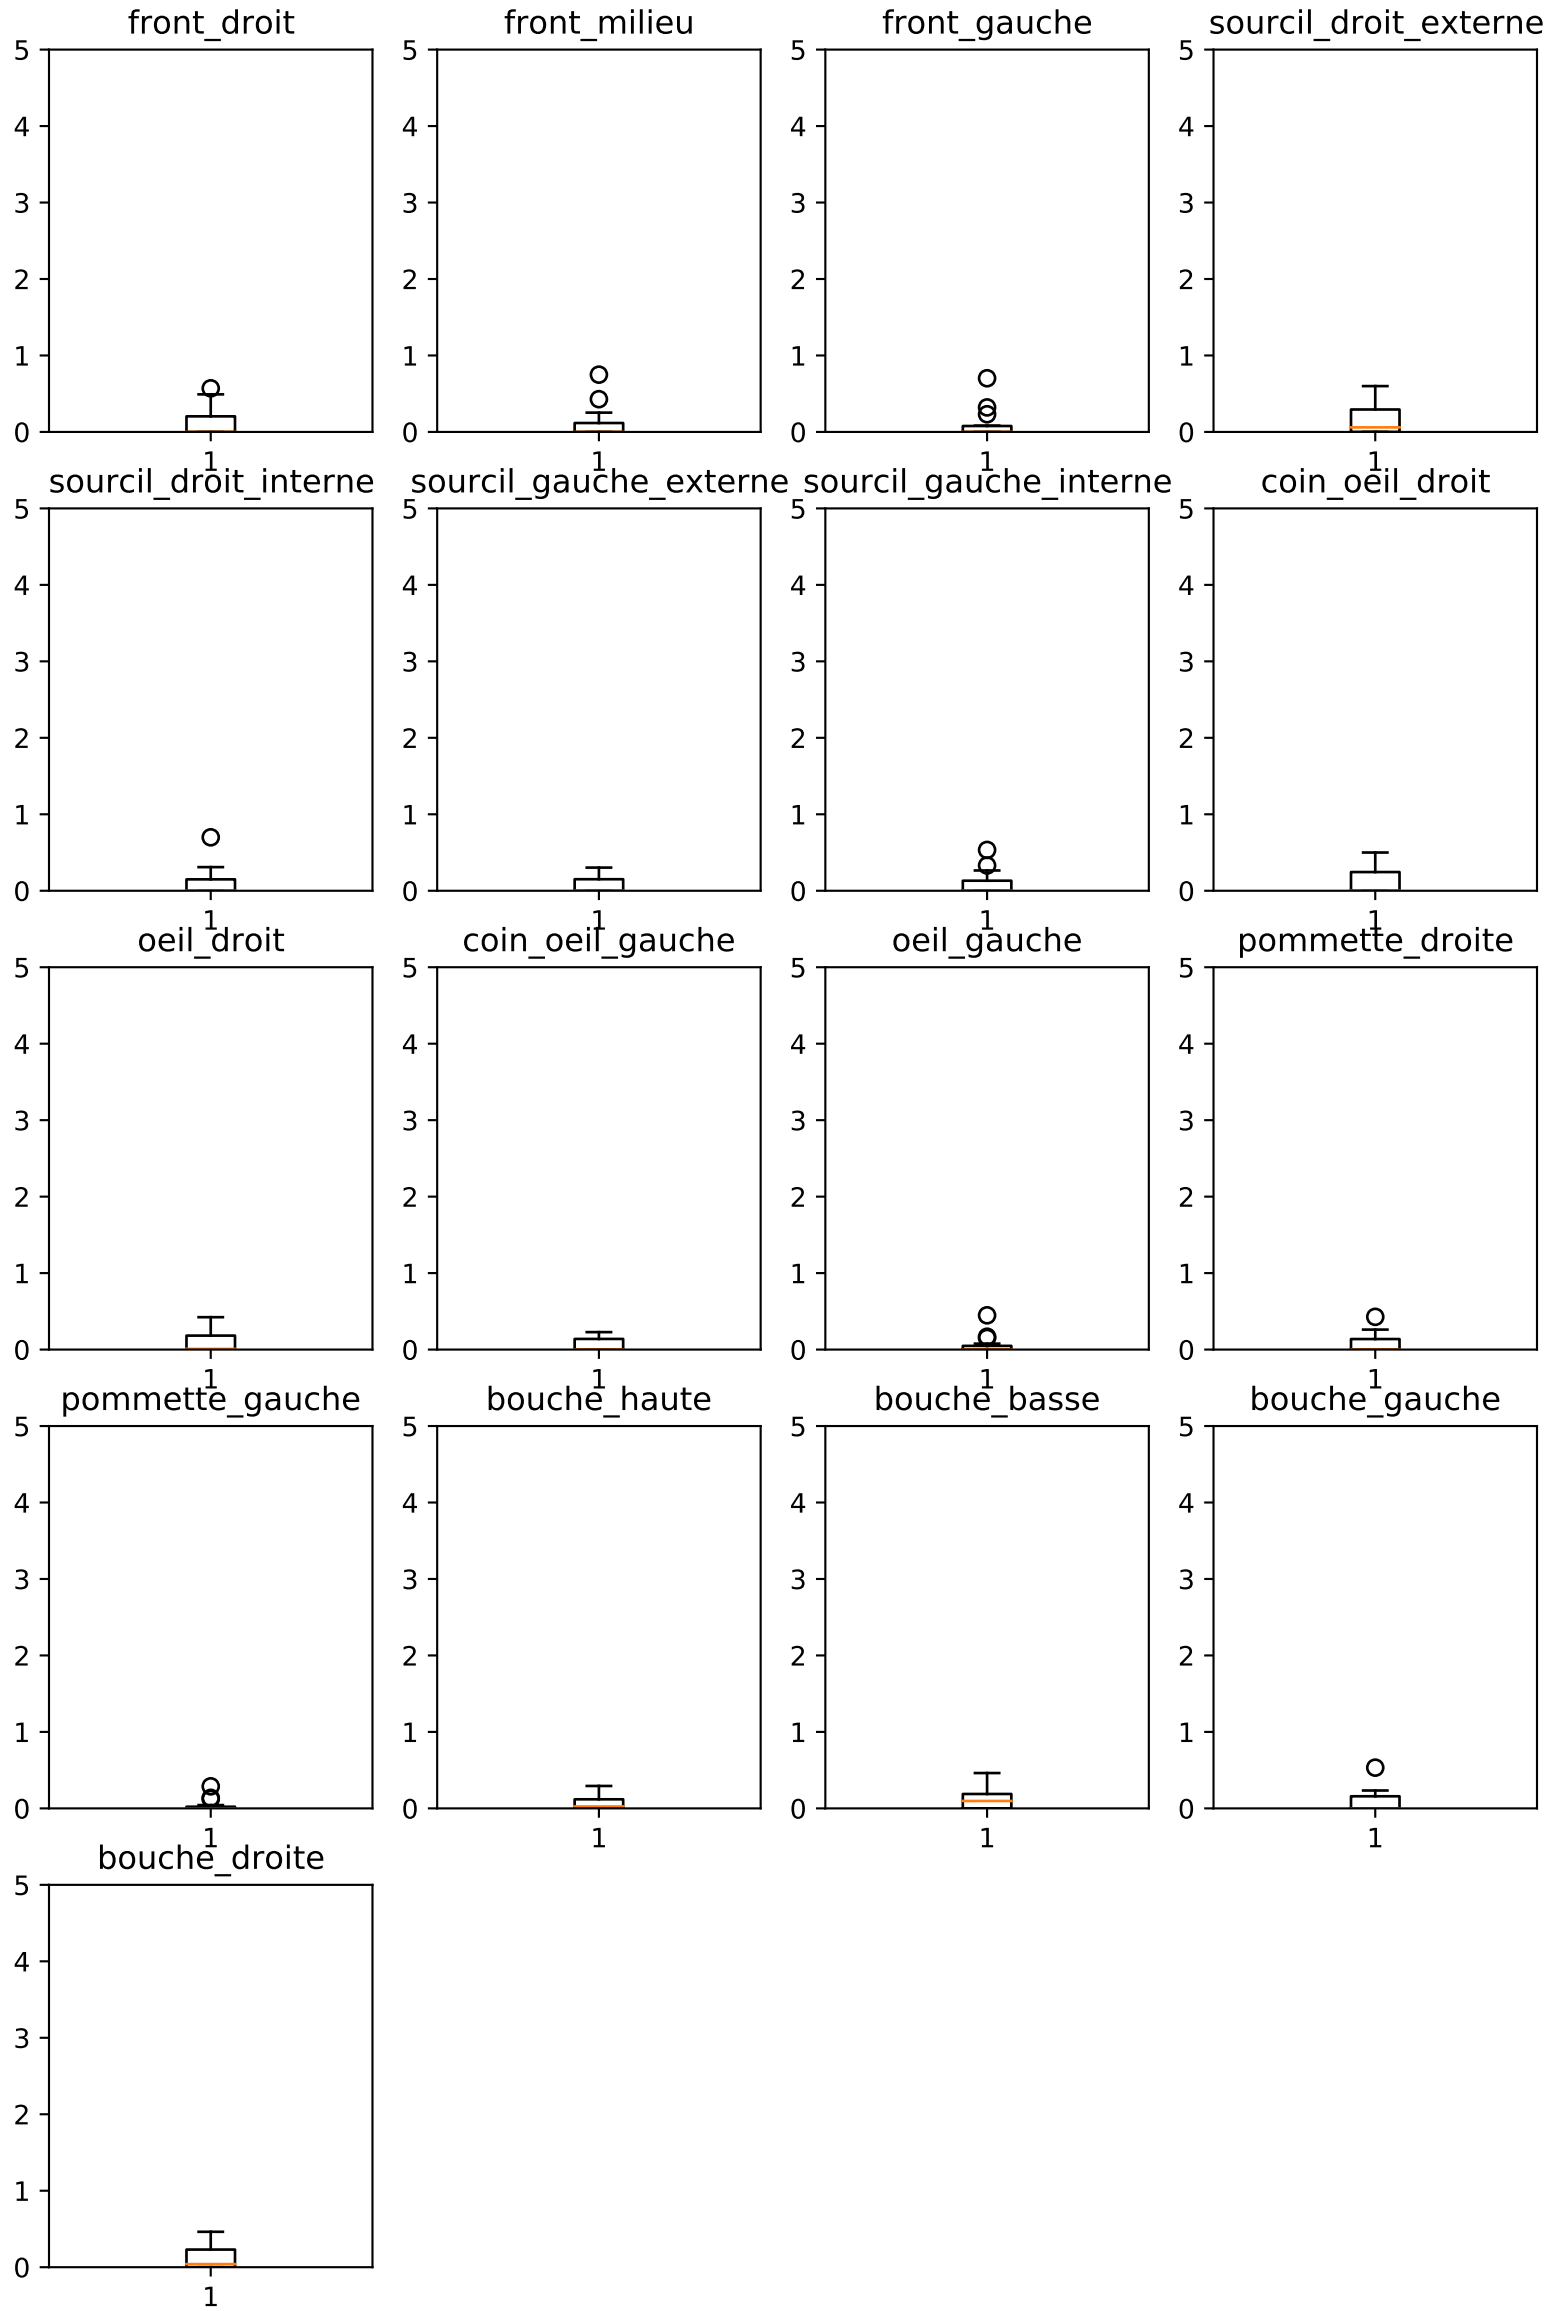 front_droit front_milieu front_gauche sourcil_droit_externe
5 5 5 5
4 4 4 4
3 3 3 3
2 2 2 2
1 1 1 1
0 0 0 0
1 1 1 1
sourcil_droit_interne sourcil_gauche_externe sourcil_gauche_interne coin_oeil_droit
5 5 5 5
4 4 4 4
3 3 3 3
2 2 2 2
1 1 1 1
0 0 0 0
1 1 1 1
oeil_droit coin_oeil_gauche oeil_gauche pommette_droite
5 5 5 5
4 4 4 4
3 3 3 3
2 2 2 2
1 1 1 1
0 0 0 0
1 1 1 1
pommette_gauche bouche_haute bouche_basse bouche_gauche
5 5 5 5
4 4 4 4
3 3 3 3
2 2 2 2
1 1 1 1
0 0 0 0
1 1 1 1
bouche_droite
5
4
3
2
1
0
1